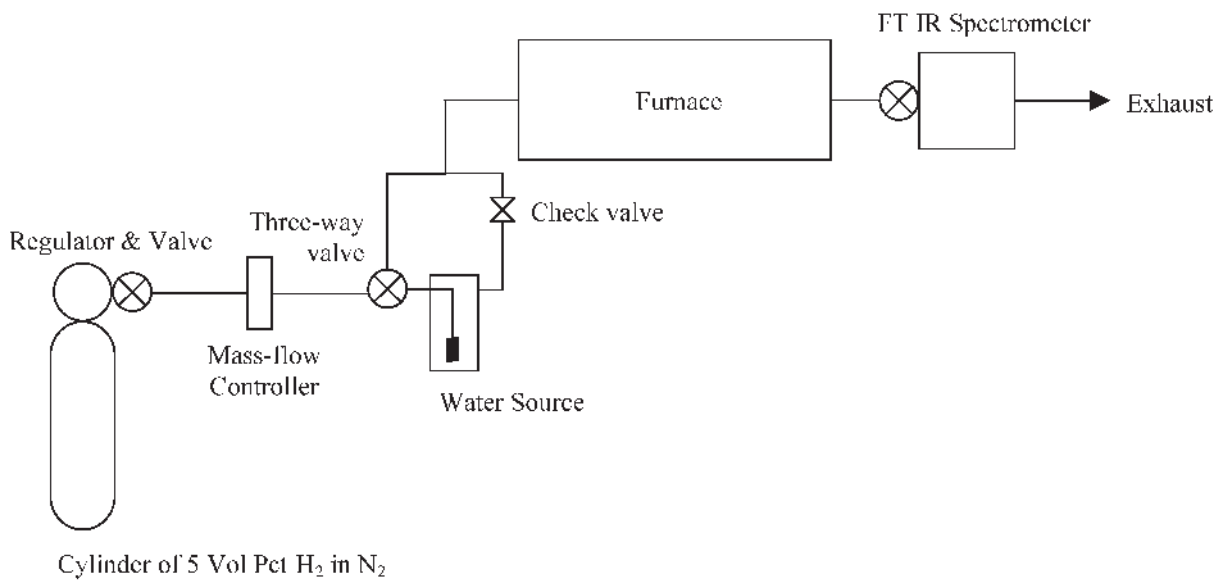 FT IR Spectrometer
Furnace
Exhaust
Check valve
Three-way
valve
Regulator & Valve
Mass-flow
Controller
Water Source
Cylinder of 5 Vol Pct H₂ in N₂